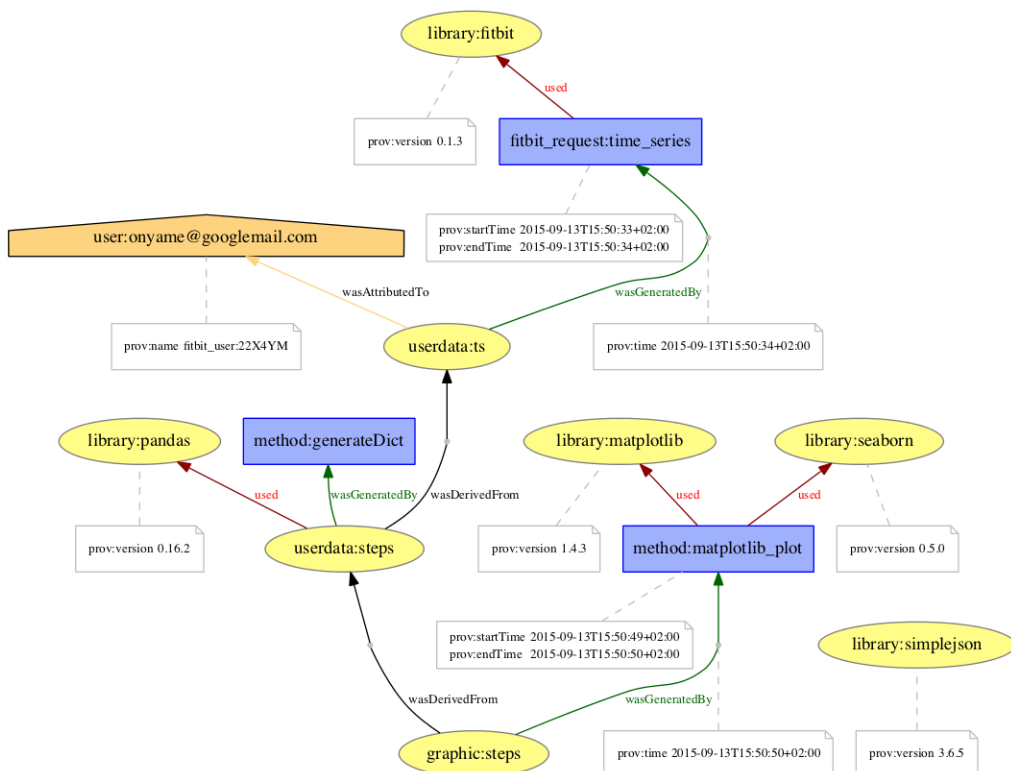 library:fitbit
used
prov:version 0.1.3
fitbit_request:time_series
user:onyame@googlemail.com
prov:startTime 2015-09-13T15:50:33+02:00
prov:endTime 2015-09-13T15:50:34+02:00
wasAttributedTo
wasGeneratedBy
prov:name fitbit_user:22X4YM
userdata:ts
prov:time 2015-09-13T15:50:34+02:00
library:pandas
method:generateDict
library:matplotlib
library:seaborn
used
wasGeneratedBy
wasDerivedFrom
used
used
prov:version 0.16.2
userdata:steps
prov:version 1.4.3
method:matplotlib_plot
prov:version 0.5.0
prov:startTime 2015-09-13T15:50:49+02:00
prov:endTime 2015-09-13T15:50:50+02:00
library:simplejson
wasDerivedFrom
wasGeneratedBy
graphic:steps
prov:time 2015-09-13T15:50:50+02:00
prov:version 3.6.5